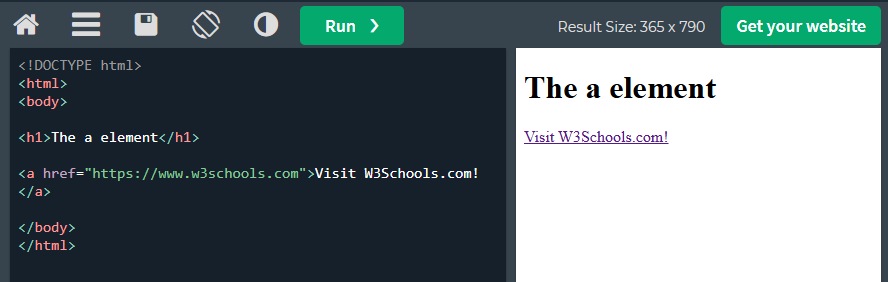 Run ❯
Result Size: 365 x 790
Get your website
<!DOCTYPE html>
<html>
<body>
<h1>The a element</h1>
<a href="https://www.w3schools.com">Visit W3Schools.com!
</a>
</body>
</html>
The a element
Visit W3Schools.com!